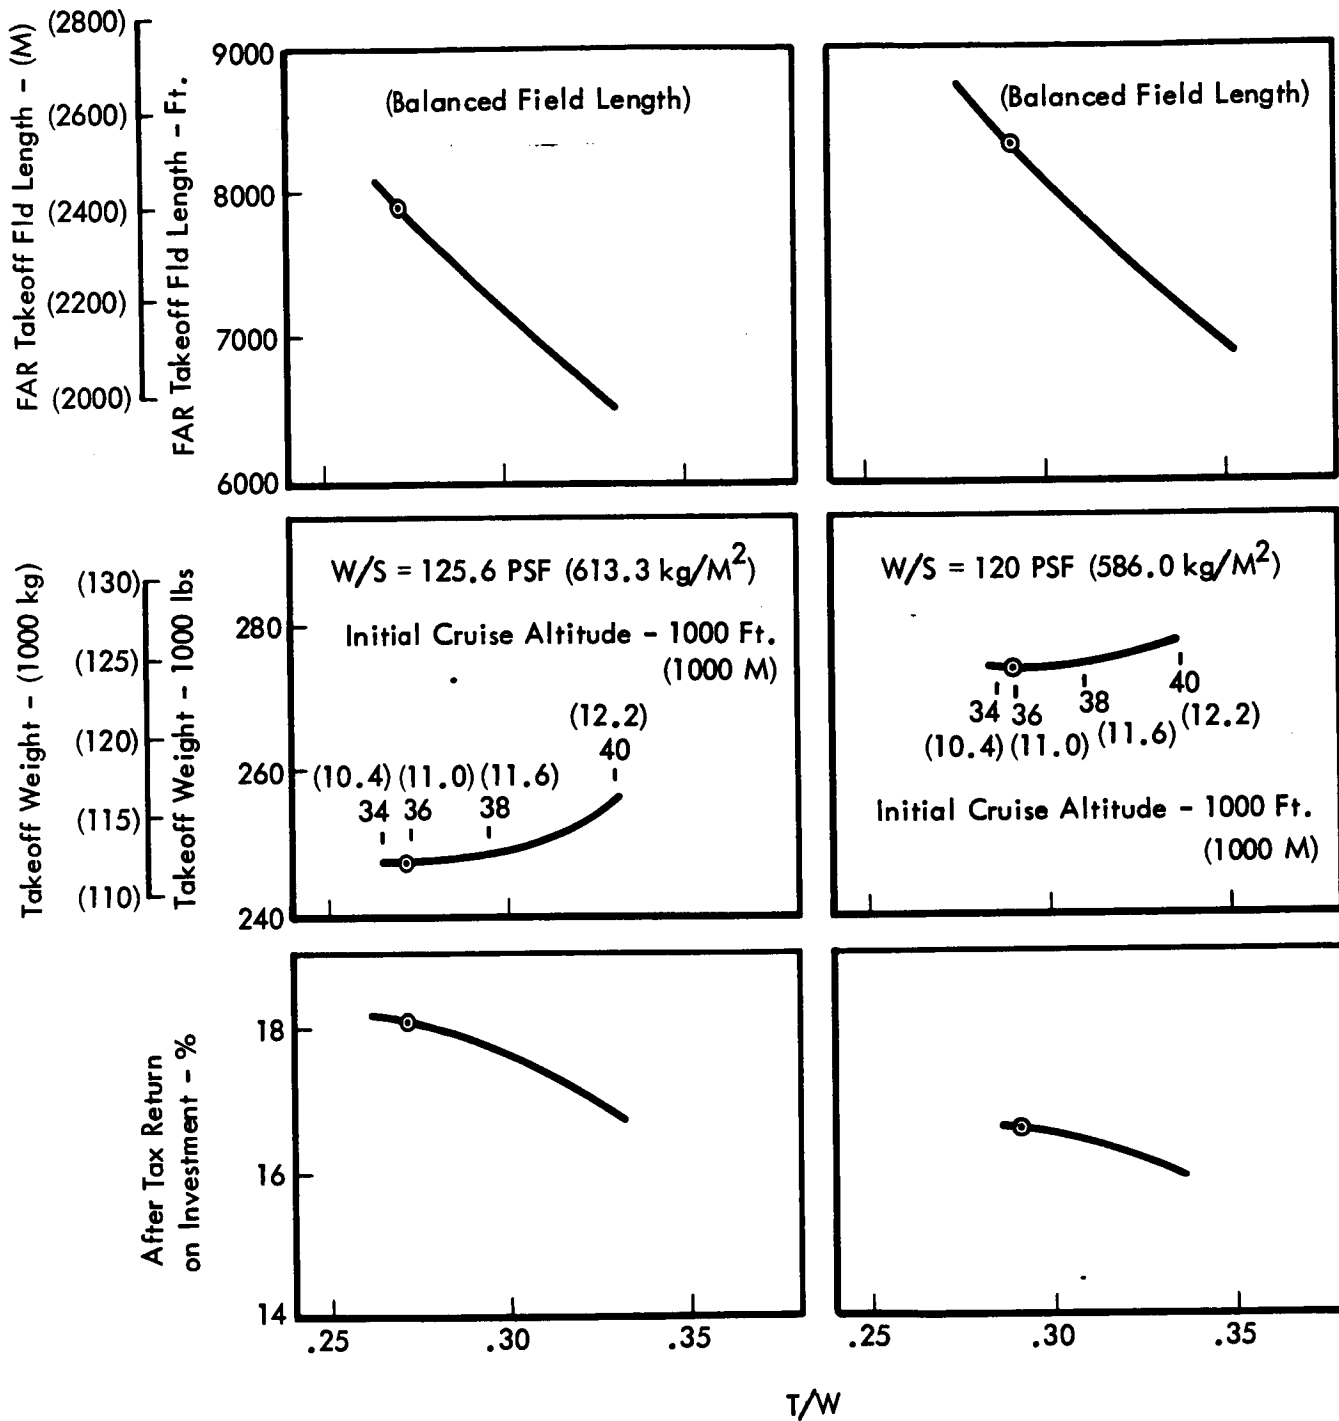 FAR Takeoff Fld Length - (M)
(2800)
(2600)
(2400)
(2200)
(2000)
FAR Takeoff Fld Length - Ft.
9000
8000
7000
6000
(Balanced Field Length)
(Balanced Field Length)
Takeoff Weight - (1000 kg)
(130)
(125)
(120)
(115)
(110)
Takeoff Weight - 1000 lbs
280
260
240
W/S = 125.6 PSF (613.3 kg/M²)
Initial Cruise Altitude - 1000 Ft.
(1000 M)
(12.2)
40
(10.4) (11.0) (11.6)
34 36 38
W/S = 120 PSF (586.0 kg/M²)
34 36 38 40
(10.4) (11.0) (11.6) (12.2)
Initial Cruise Altitude - 1000 Ft.
(1000 M)
After Tax Return
on Investment - %
18
16
14
.25 .30 .35
.25 .30 .35
T/W